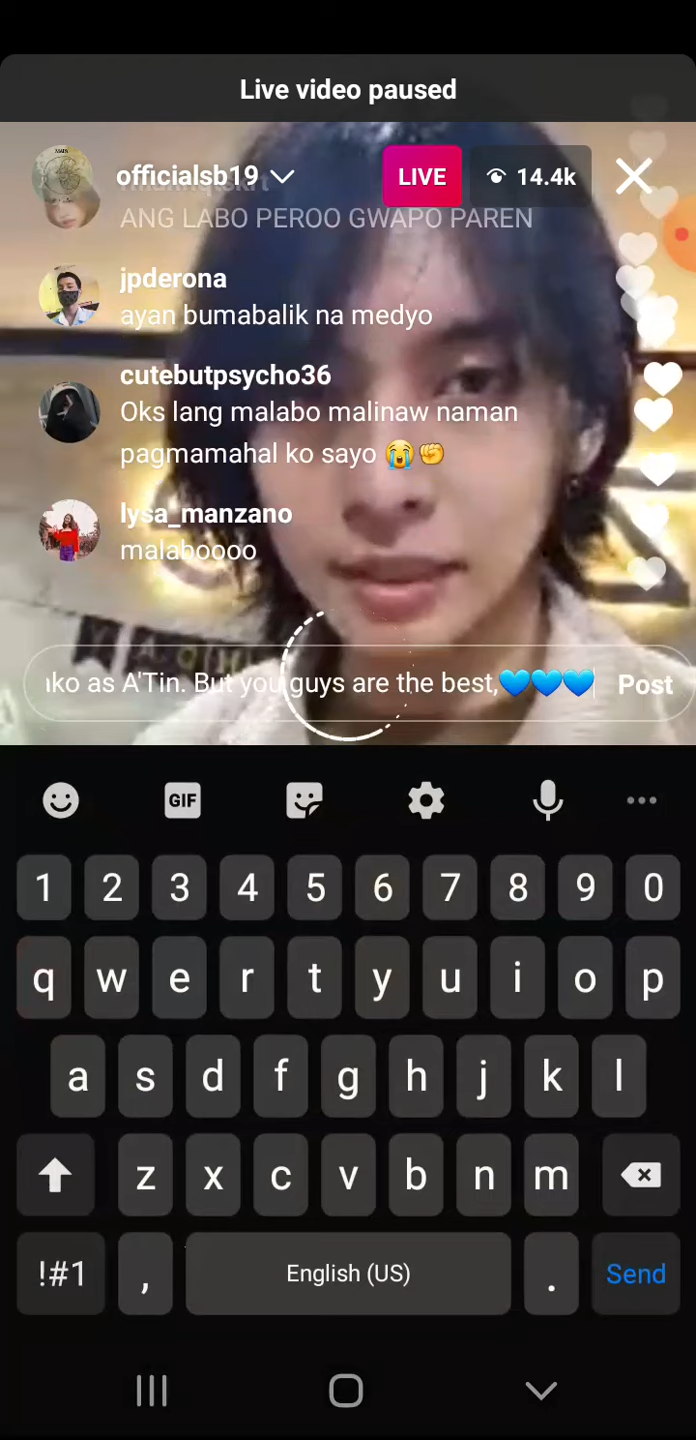 Live video paused
officialsb19
LIVE
14.4k
ANG LABO PEROO GWAPO PAREN
jpderona
ayan bumabalik na medyo
cutebutpsycho36
Oks lang malabo malinaw naman
pagmamahal ko sayo 😭✊
lysa_manzano
malaboooo
ko as A'Tin. But you guys are the best,💙💙💙
Post
GIF
1 2 3 4 5 6 7 8 9 0
q w e r t y u i o p
a s d f g h j k l
z x c v b n m
!#1 , English (US) . Send